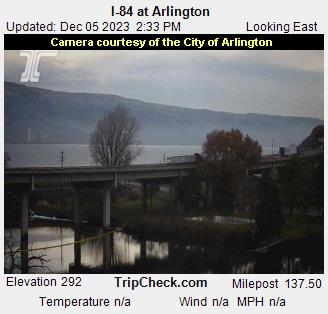 I-84 at Arlington
Updated: Dec 05 2023 2:33 PM Looking East
Camera courtesy of the City of Arlington
Elevation 292 TripCheck.com Milepost 137.50
Temperature n/a Wind n/a MPH n/a